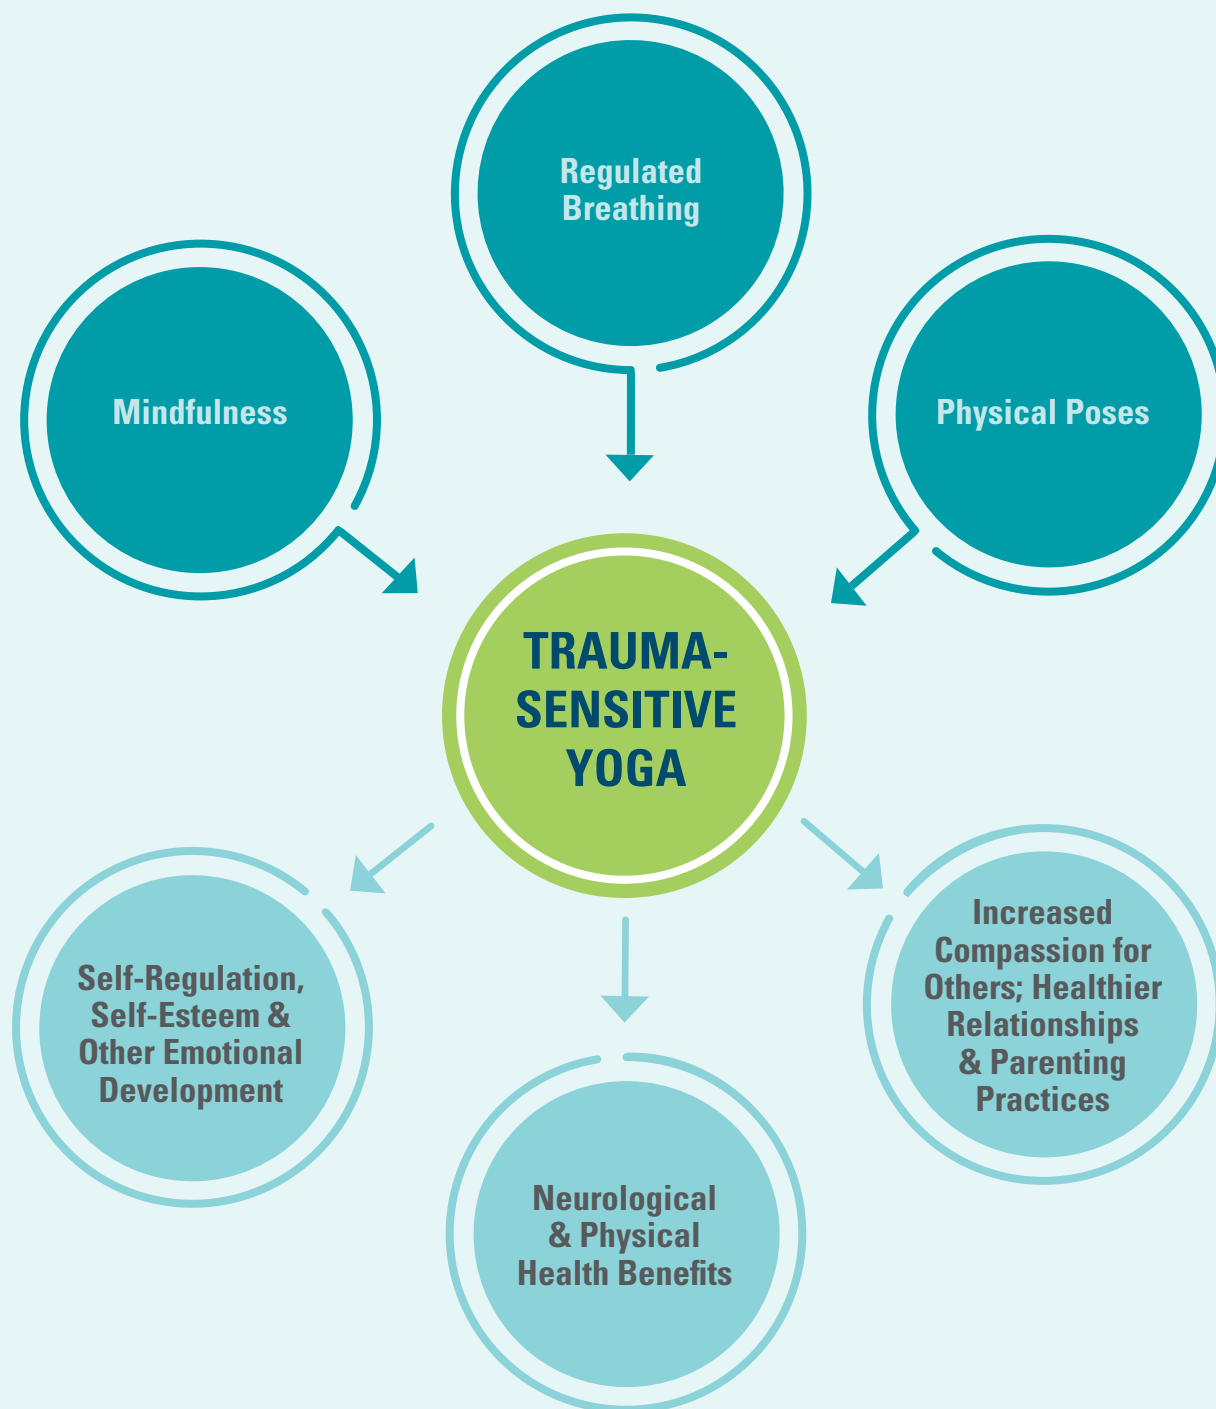 Regulated
Breathing
Mindfulness
Physical Poses
TRAUMA-
SENSITIVE
YOGA
Self-Regulation,
Self-Esteem &
Other Emotional
Development
Neurological
& Physical
Health Benefits
Increased
Compassion for
Others; Healthier
Relationships
& Parenting
Practices